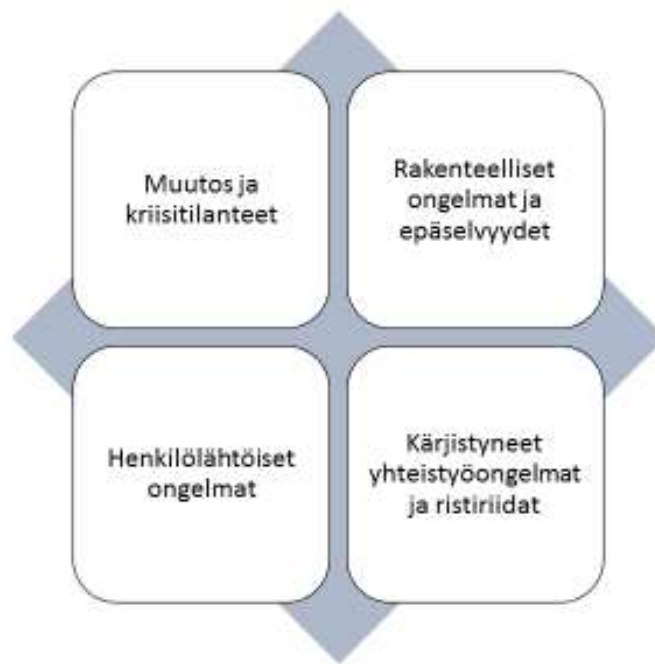 Muutos ja
kriisitilanteet
Rakenteelliset
ongelmat ja
epäselvyydet
Henkilölähtöiset
ongelmat
Kärjistyneet
yhteistyöongelmat
ja ristiriidat